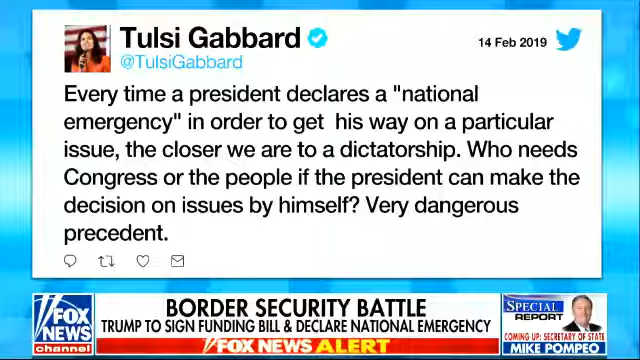 Tulsi Gabbard
14 Feb 2019
@TulsiGabbard
Every time a president declares a "national
emergency" in order to get his way on a particular
issue, the closer we are to a dictatorship. Who needs
Congress or the people if the president can make the
decision on issues by himself? Very dangerous
precedent.
FOX
NEWS
channel
BORDER SECURITY BATTLE
TRUMP TO SIGN FUNDING BILL & DECLARE NATIONAL EMERGENCY
FOX NEWS ALERT
SPECIAL
REPORT
COMING UP: SECRETARY OF STATE
MIKE POMPEO